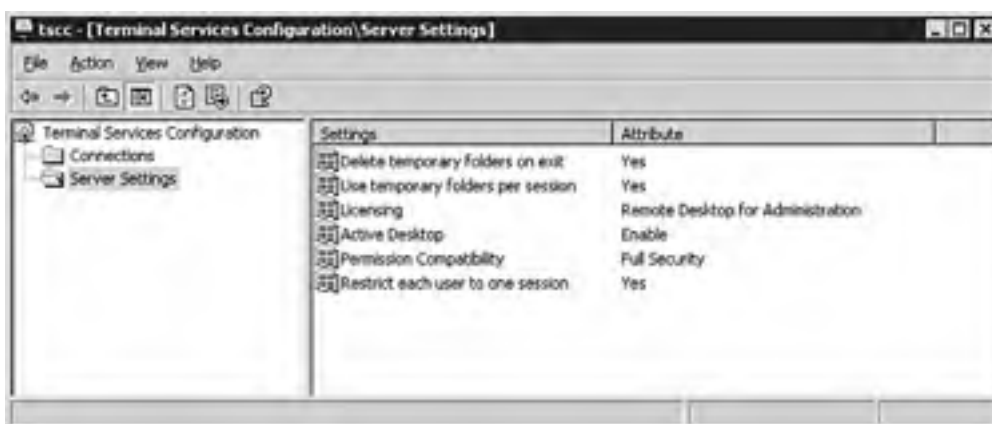 tscc - [Terminal Services Configuration\Server Settings]
File Action View Help
Terminal Services Configuration
Connections
Server Settings
Settings Attribute
Delete temporary folders on exit Yes
Use temporary folders per session Yes
Licensing Remote Desktop for Administration
Active Desktop Enable
Permission Compatibility Full Security
Restrict each user to one session Yes